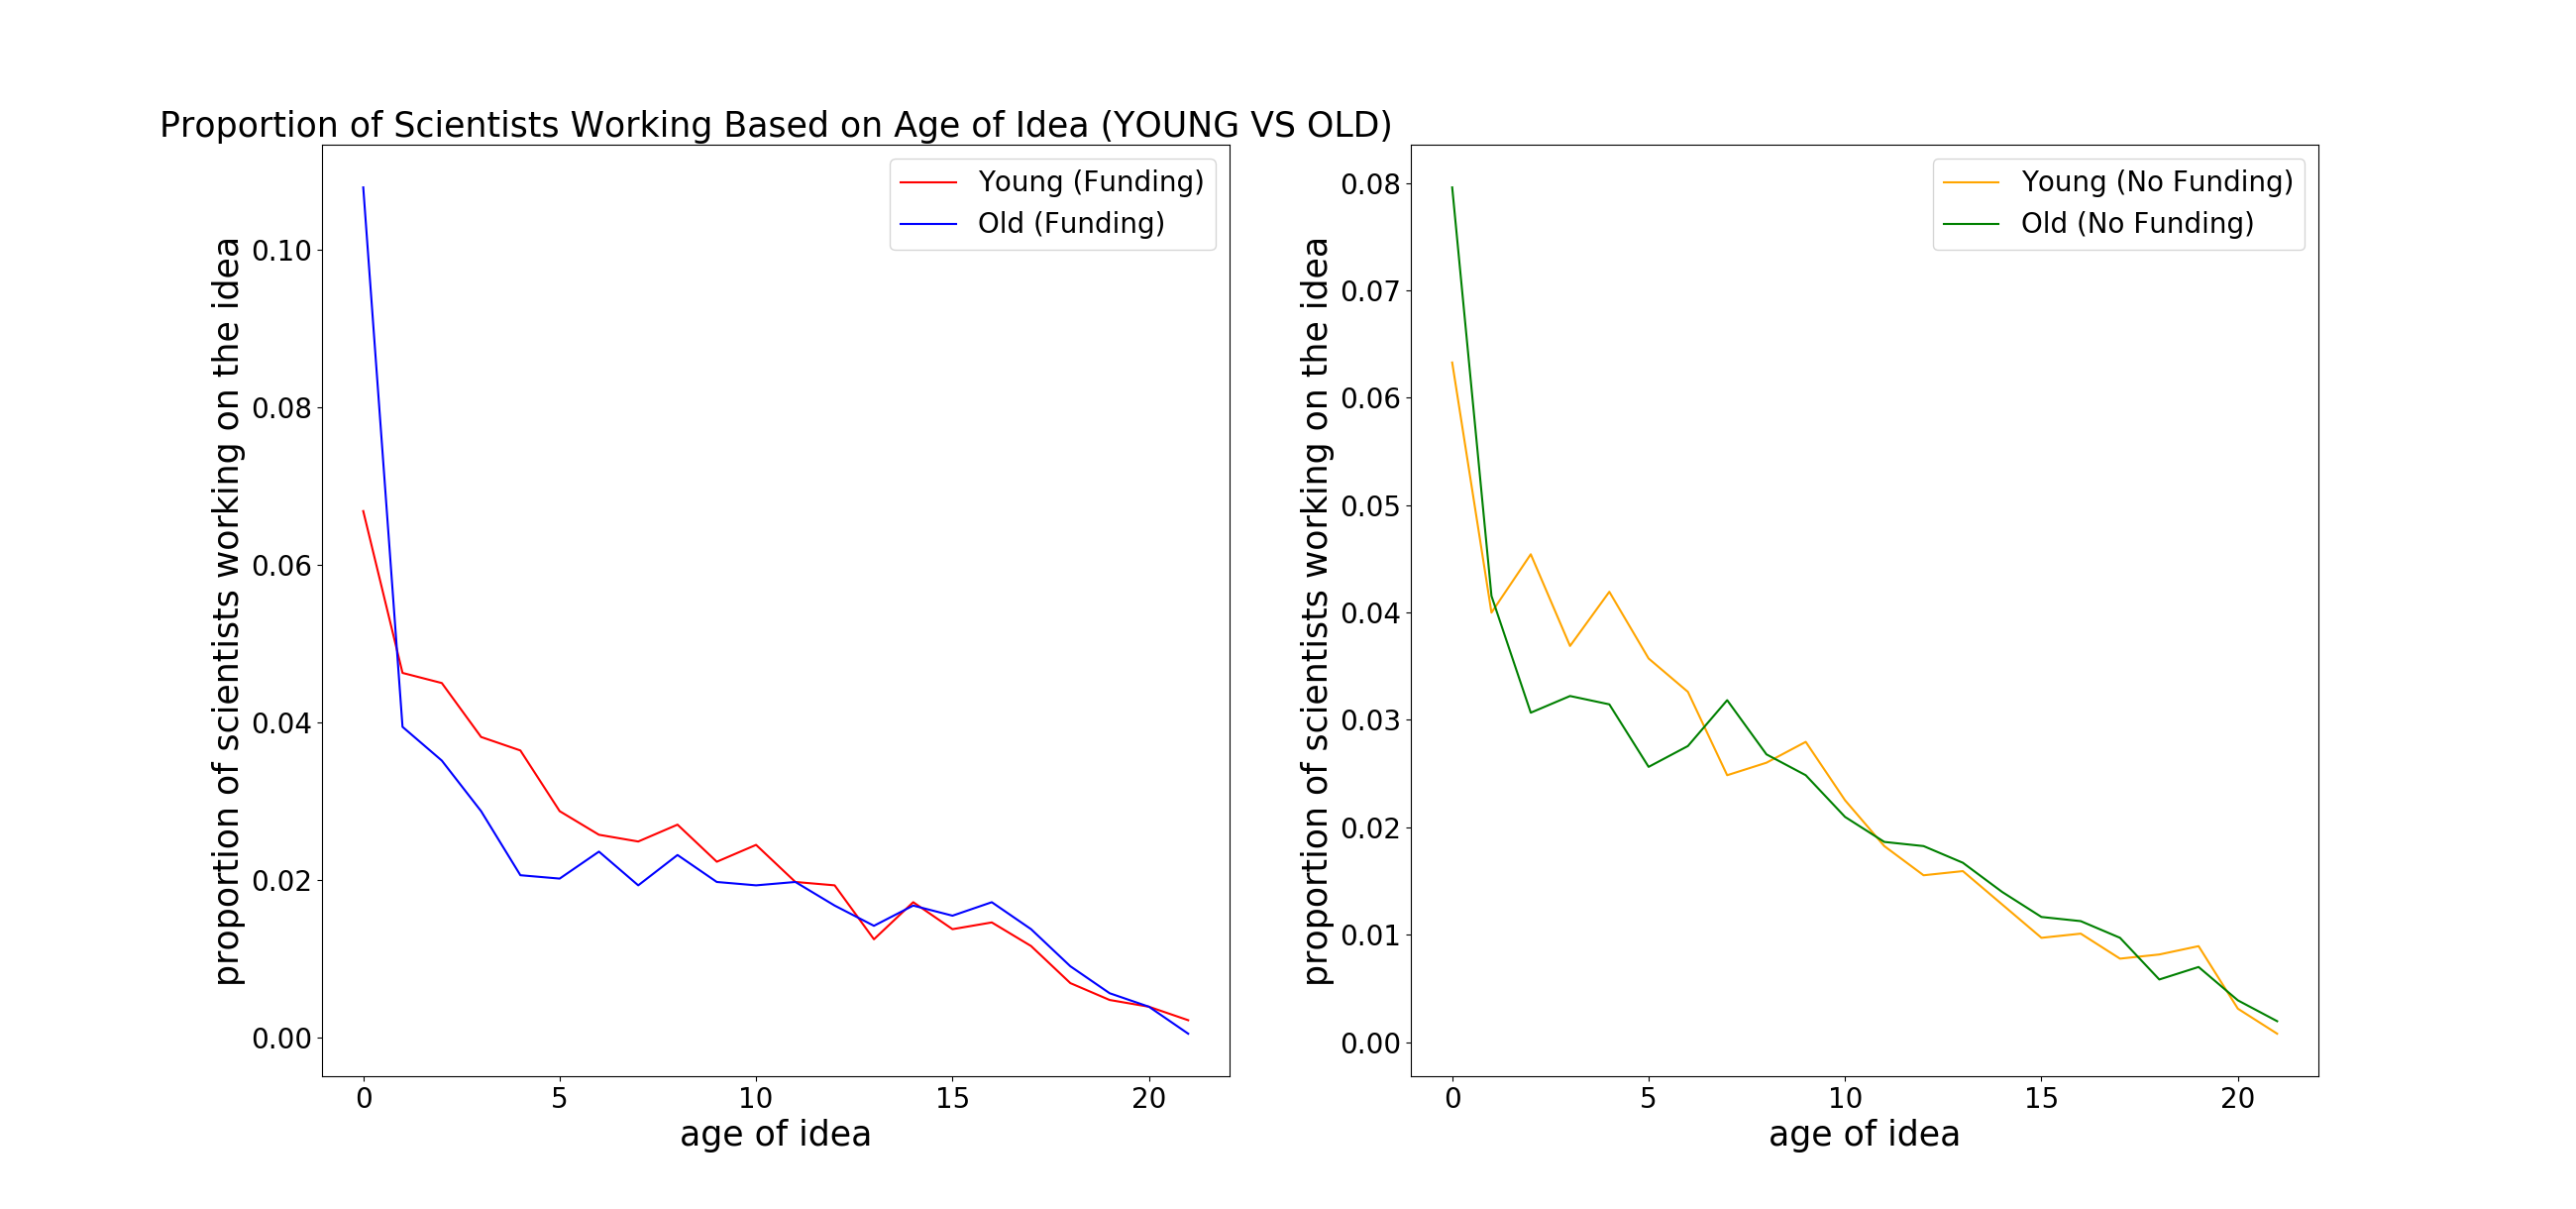 Proportion of Scientists Working Based on Age of Idea (YOUNG VS OLD)
proportion of scientists working on the idea
0.10
0.08
0.06
0.04
0.02
0.00
Young (Funding)
Old (Funding)
0 5 10 15 20
age of idea
proportion of scientists working on the idea
0.08
0.07
0.06
0.05
0.04
0.03
0.02
0.01
0.00
Young (No Funding)
Old (No Funding)
0 5 10 15 20
age of idea